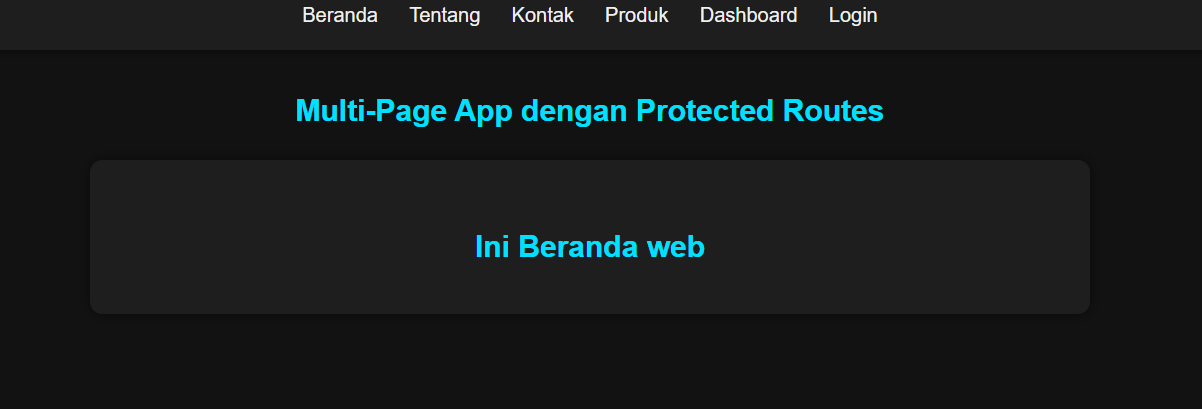 Beranda Tentang Kontak Produk Dashboard Login
Multi-Page App dengan Protected Routes
Ini Beranda web